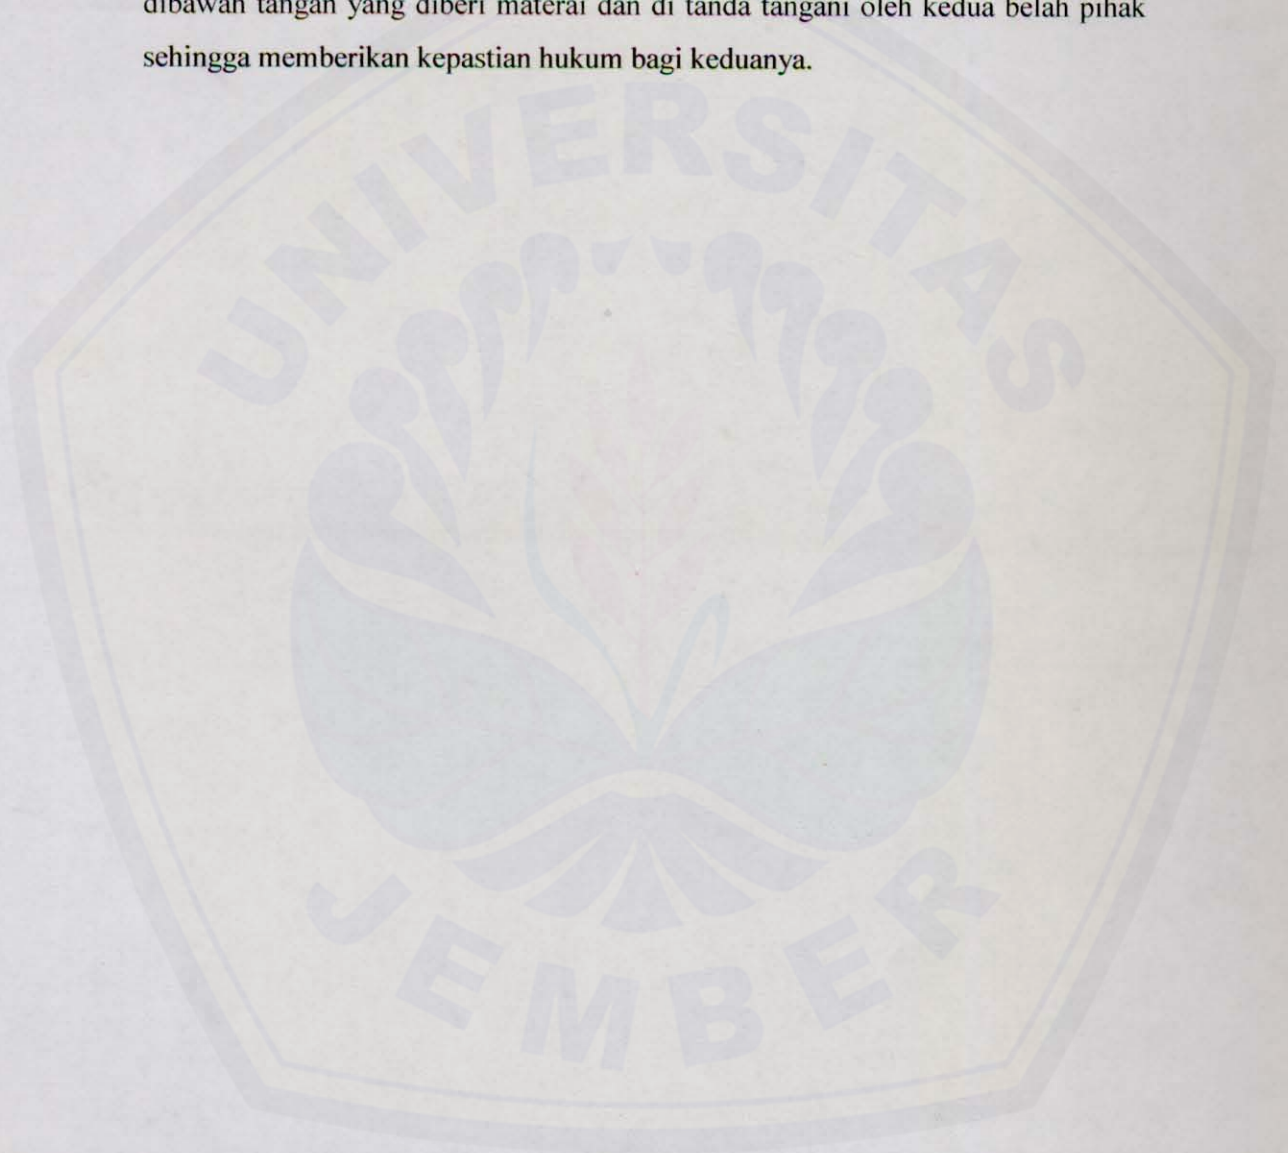 dibawah tangan yang diberi materai dan di tanda tangani oleh kedua belah pihak
sehingga memberikan kepastian hukum bagi keduanya.
UNIVERSITAS
JEMBER